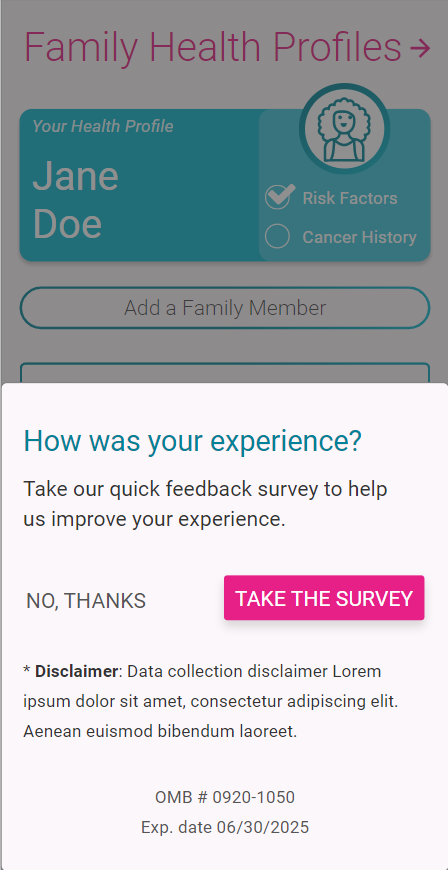 Family Health Profiles →
Your Health Profile
Jane
Doe
Risk Factors
Cancer History
Add a Family Member
How was your experience?
Take our quick feedback survey to help
us improve your experience.
NO, THANKS
TAKE THE SURVEY
* Disclaimer: Data collection disclaimer Lorem
ipsum dolor sit amet, consectetur adipiscing elit.
Aenean euismod bibendum laoreet.
OMB # 0920-1050
Exp. date 06/30/2025